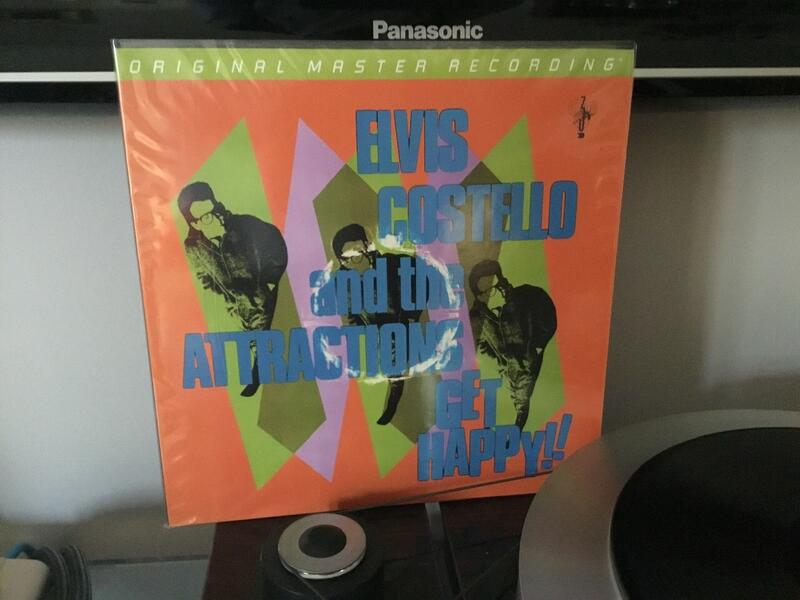 Panasonic
ORIGINAL MASTER RECORDING
ELVIS
COSTELLO
and the
ATTRACTIONS
GET
HAPPY!!